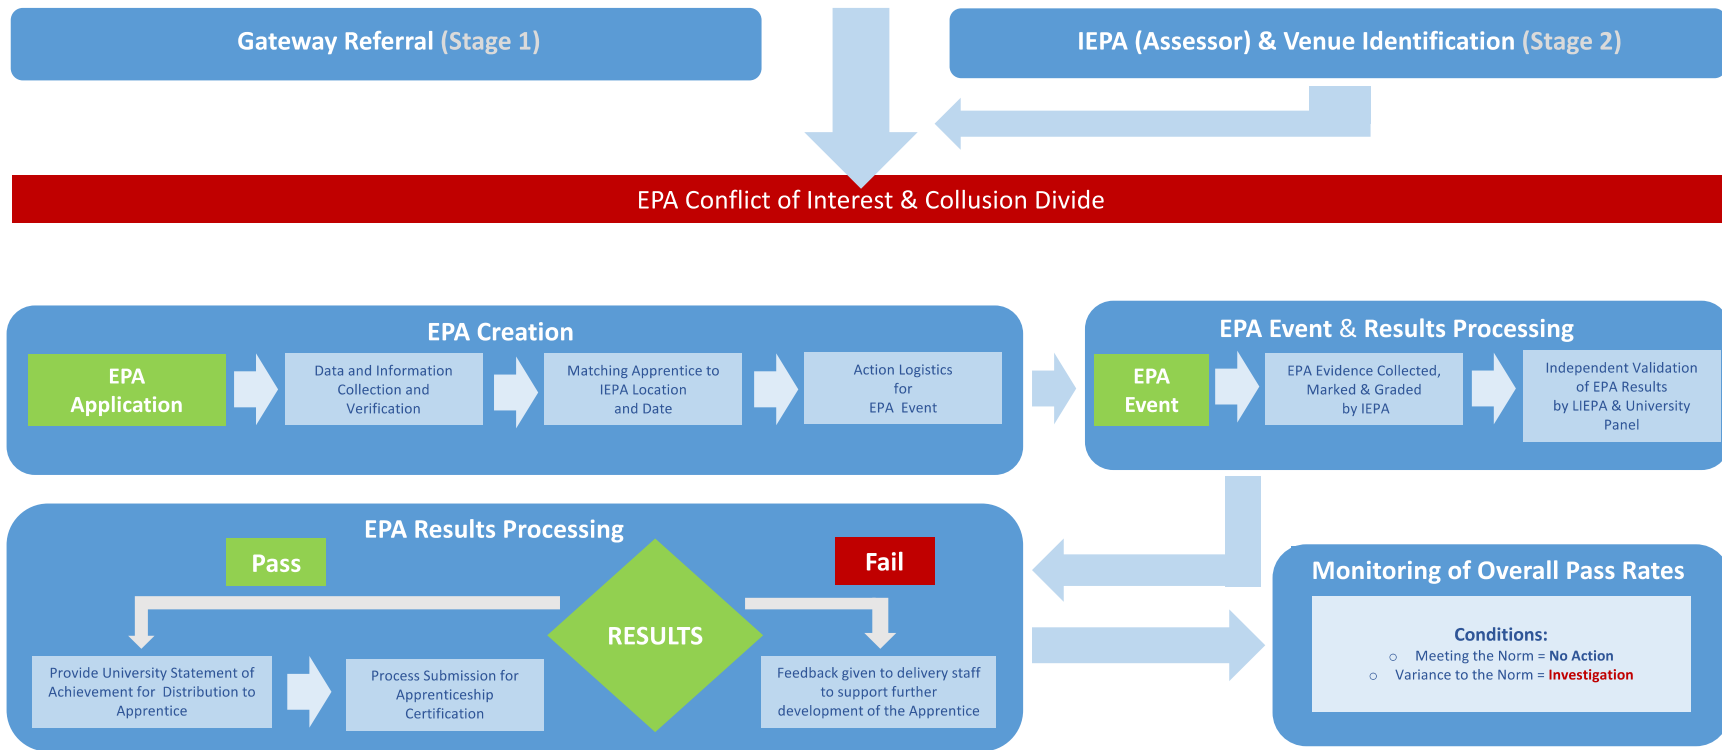 Gateway Referral (Stage 1)
IEPA (Assessor) & Venue Identification (Stage 2)
EPA Conflict of Interest & Collusion Divide
EPA Creation
EPA
Application
Data and Information
Collection and
Verification
Matching Apprentice to
IEPA Location
and Date
Action Logistics
for
EPA Event
EPA Event & Results Processing
EPA
Event
EPA Evidence Collected,
Marked & Graded
by IEPA
Independent Validation
of EPA Results
by LIEPA & University
Panel
EPA Results Processing
Pass
Fail
RESULTS
Provide University Statement of
Achievement for Distribution to
Apprentice
Process Submission for
Apprenticeship
Certification
Feedback given to delivery staff
to support further
development of the Apprentice
Monitoring of Overall Pass Rates
Conditions:
○ Meeting the Norm = No Action
○ Variance to the Norm = Investigation